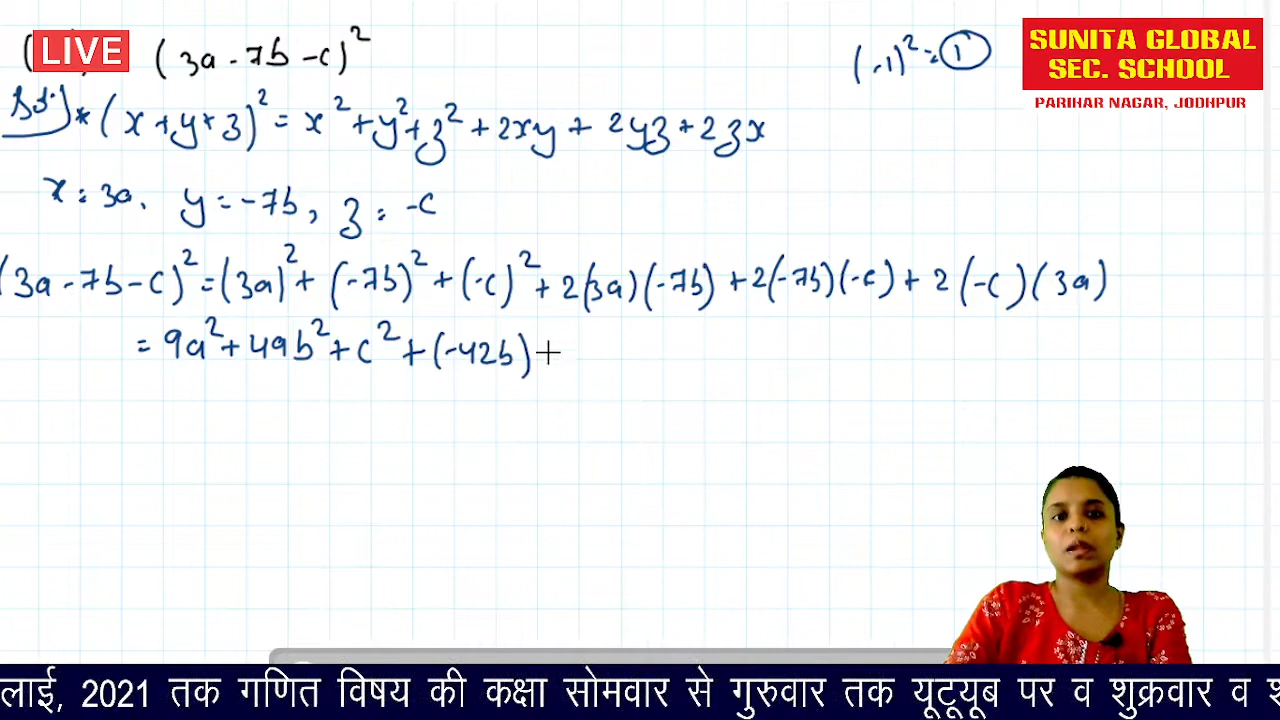 LIVE
(3a - 7b - c)²
(-1)² = 1
SUNITA GLOBAL
SEC. SCHOOL
PARIHAR NAGAR, JODHPUR
Sol. * (x + y + z)² = x² + y² + z² + 2xy + 2yz + 2zx
x = 3a, y = -7b, z = -c
(3a - 7b - c)² = (3a)² + (-7b)² + (-c)² + 2(3a)(-7b) + 2(-7b)(-c) + 2(-c)(3a)
= 9a² + 49b² + c² + (-42b) +
लाई, 2021 तक गणित विषय की कक्षा सोमवार से गुरुवार तक यूटयूब पर व शुक्रवार व